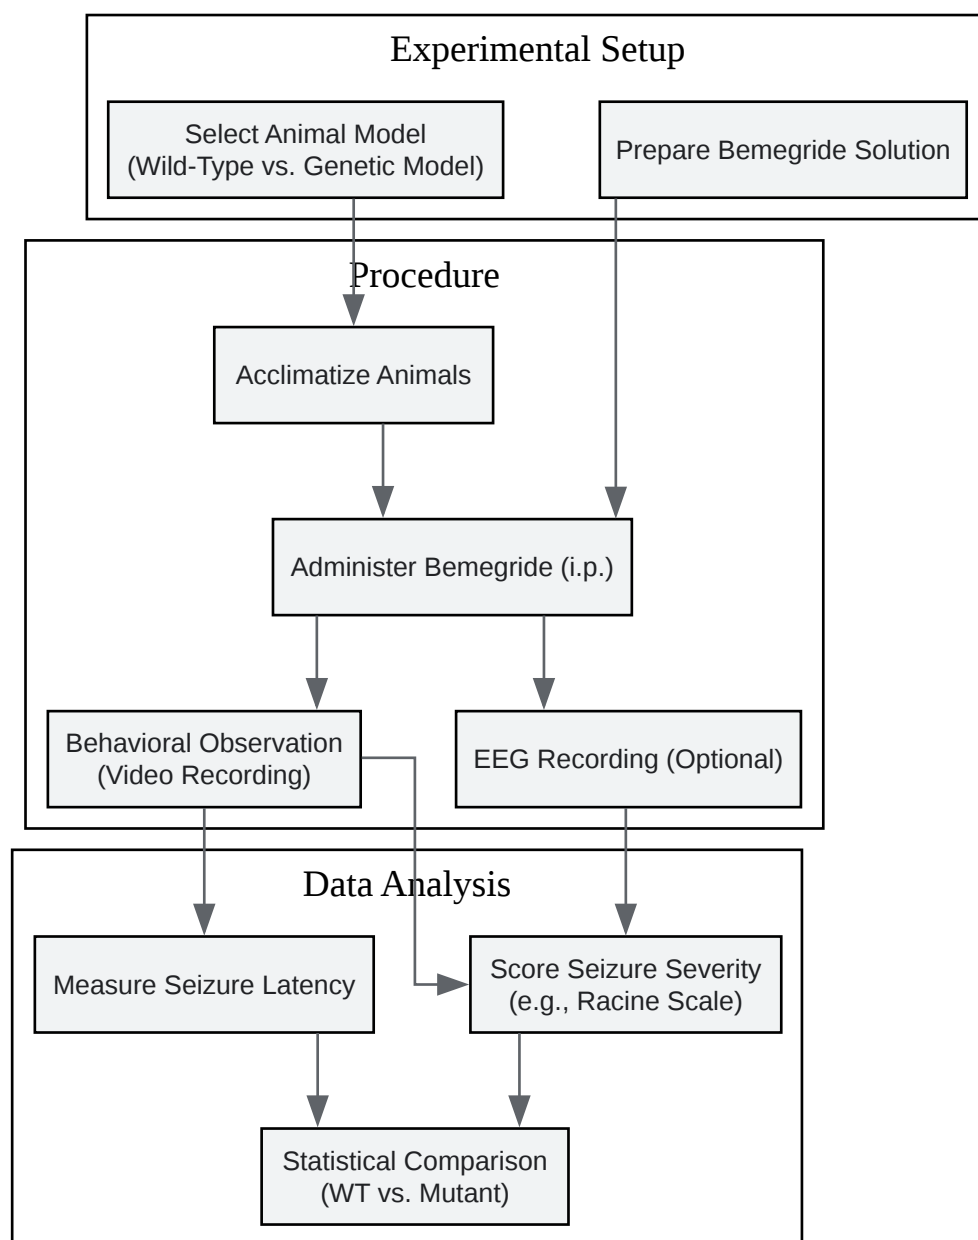 Experimental Setup
Select Animal Model
(Wild-Type vs. Genetic Model)
Prepare Bemegride Solution
Procedure
Acclimatize Animals
Administer Bemegride (i.p.)
Behavioral Observation
(Video Recording)
EEG Recording (Optional)
Data Analysis
Measure Seizure Latency
Score Seizure Severity
(e.g., Racine Scale)
Statistical Comparison
(WT vs. Mutant)